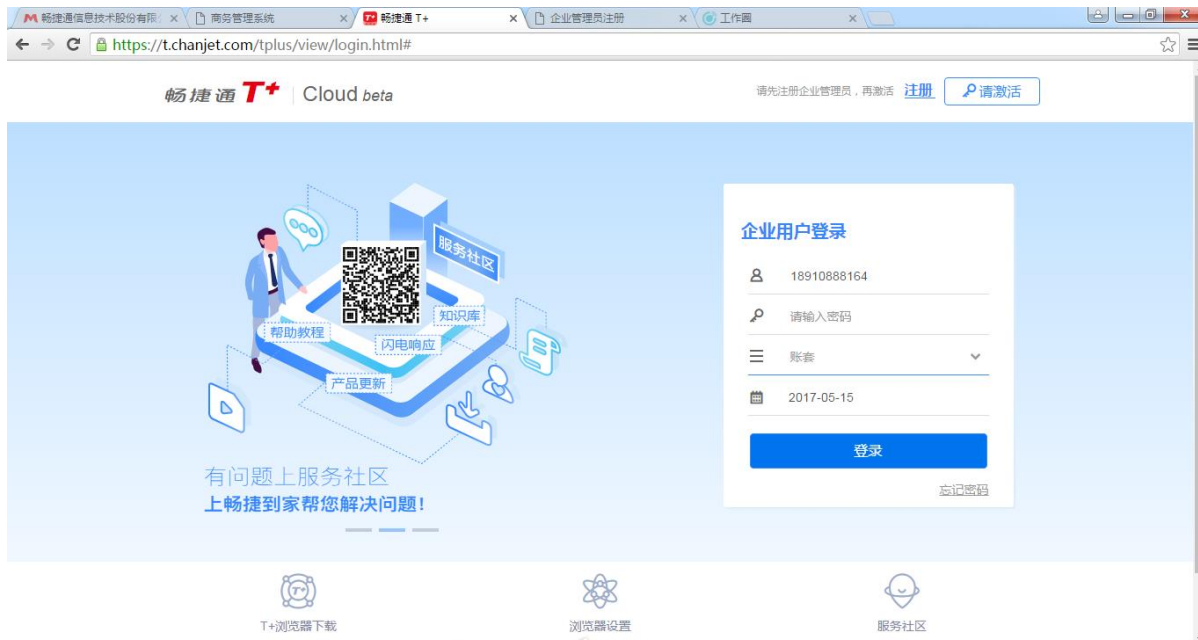 畅捷通信息技术股份有限
商务管理系统
畅捷通 T+
企业管理员注册
工作圈
https://t.chanjet.com/tplus/view/login.html#
畅捷通 T+ Cloud beta
请先注册企业管理员，再激活 注册 请激活
服务社区
知识库
帮助教程
闪电响应
产品更新
有问题上服务社区
上畅捷到家帮您解决问题!
企业用户登录
18910888164
请输入密码
账套
2017-05-15
登录
忘记密码
T+浏览器下载
浏览器设置
服务社区